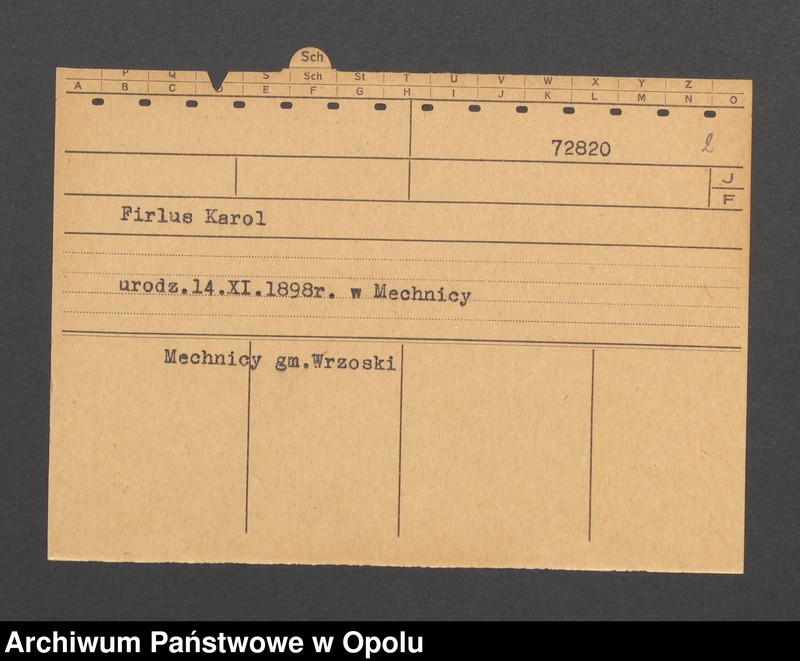 Sch
P Q S Sch St T U V W X Y Z
A B C E F G H I J K L M N O
72820
J
F
Firlus Karol
urodz.14.XI.1898r. w Mechnicy
Mechnicy gm.Wrzoski
Archiwum Państwowe w Opolu